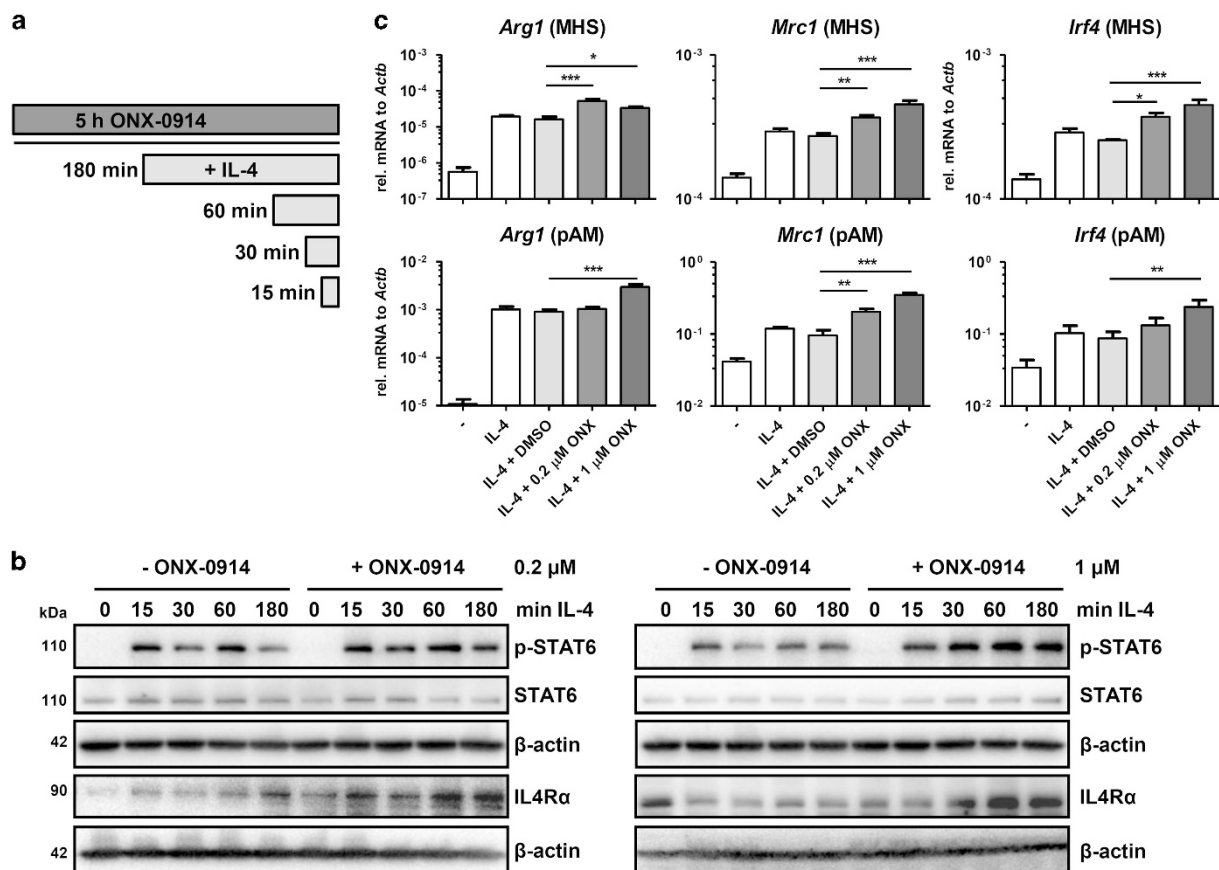 a
5 h ONX-0914
180 min
+ IL-4
60 min
30 min
15 min
c
Arg1 (MHS)
rel. mRNA to Actb
10⁻³
10⁻⁴
10⁻⁵
10⁻⁶
10⁻⁷
*
***
Mrc1 (MHS)
10⁻³
10⁻⁴
***
**
Irf4 (MHS)
rel. mRNA to Actb
10⁻³
10⁻⁴
***
*
Arg1 (pAM)
rel. mRNA to Actb
10⁻²
10⁻³
10⁻⁴
10⁻⁵
***
-
IL-4
IL-4 + DMSO
IL-4 + 0.2 µM ONX
IL-4 + 1 µM ONX
Mrc1 (pAM)
10⁰
10⁻¹
10⁻²
***
**
-
IL-4
IL-4 + DMSO
IL-4 + 0.2 µM ONX
IL-4 + 1 µM ONX
Irf4 (pAM)
10⁰
10⁻¹
10⁻²
**
-
IL-4
IL-4 + DMSO
IL-4 + 0.2 µM ONX
IL-4 + 1 µM ONX
b
- ONX-0914 + ONX-0914 0.2 µM
kDa 0 15 30 60 180 0 15 30 60 180 min IL-4
110 p-STAT6
110 STAT6
42 β-actin
90 IL4Rα
42 β-actin
- ONX-0914 + ONX-0914 1 µM
0 15 30 60 180 0 15 30 60 180 min IL-4
p-STAT6
STAT6
β-actin
IL4Rα
β-actin